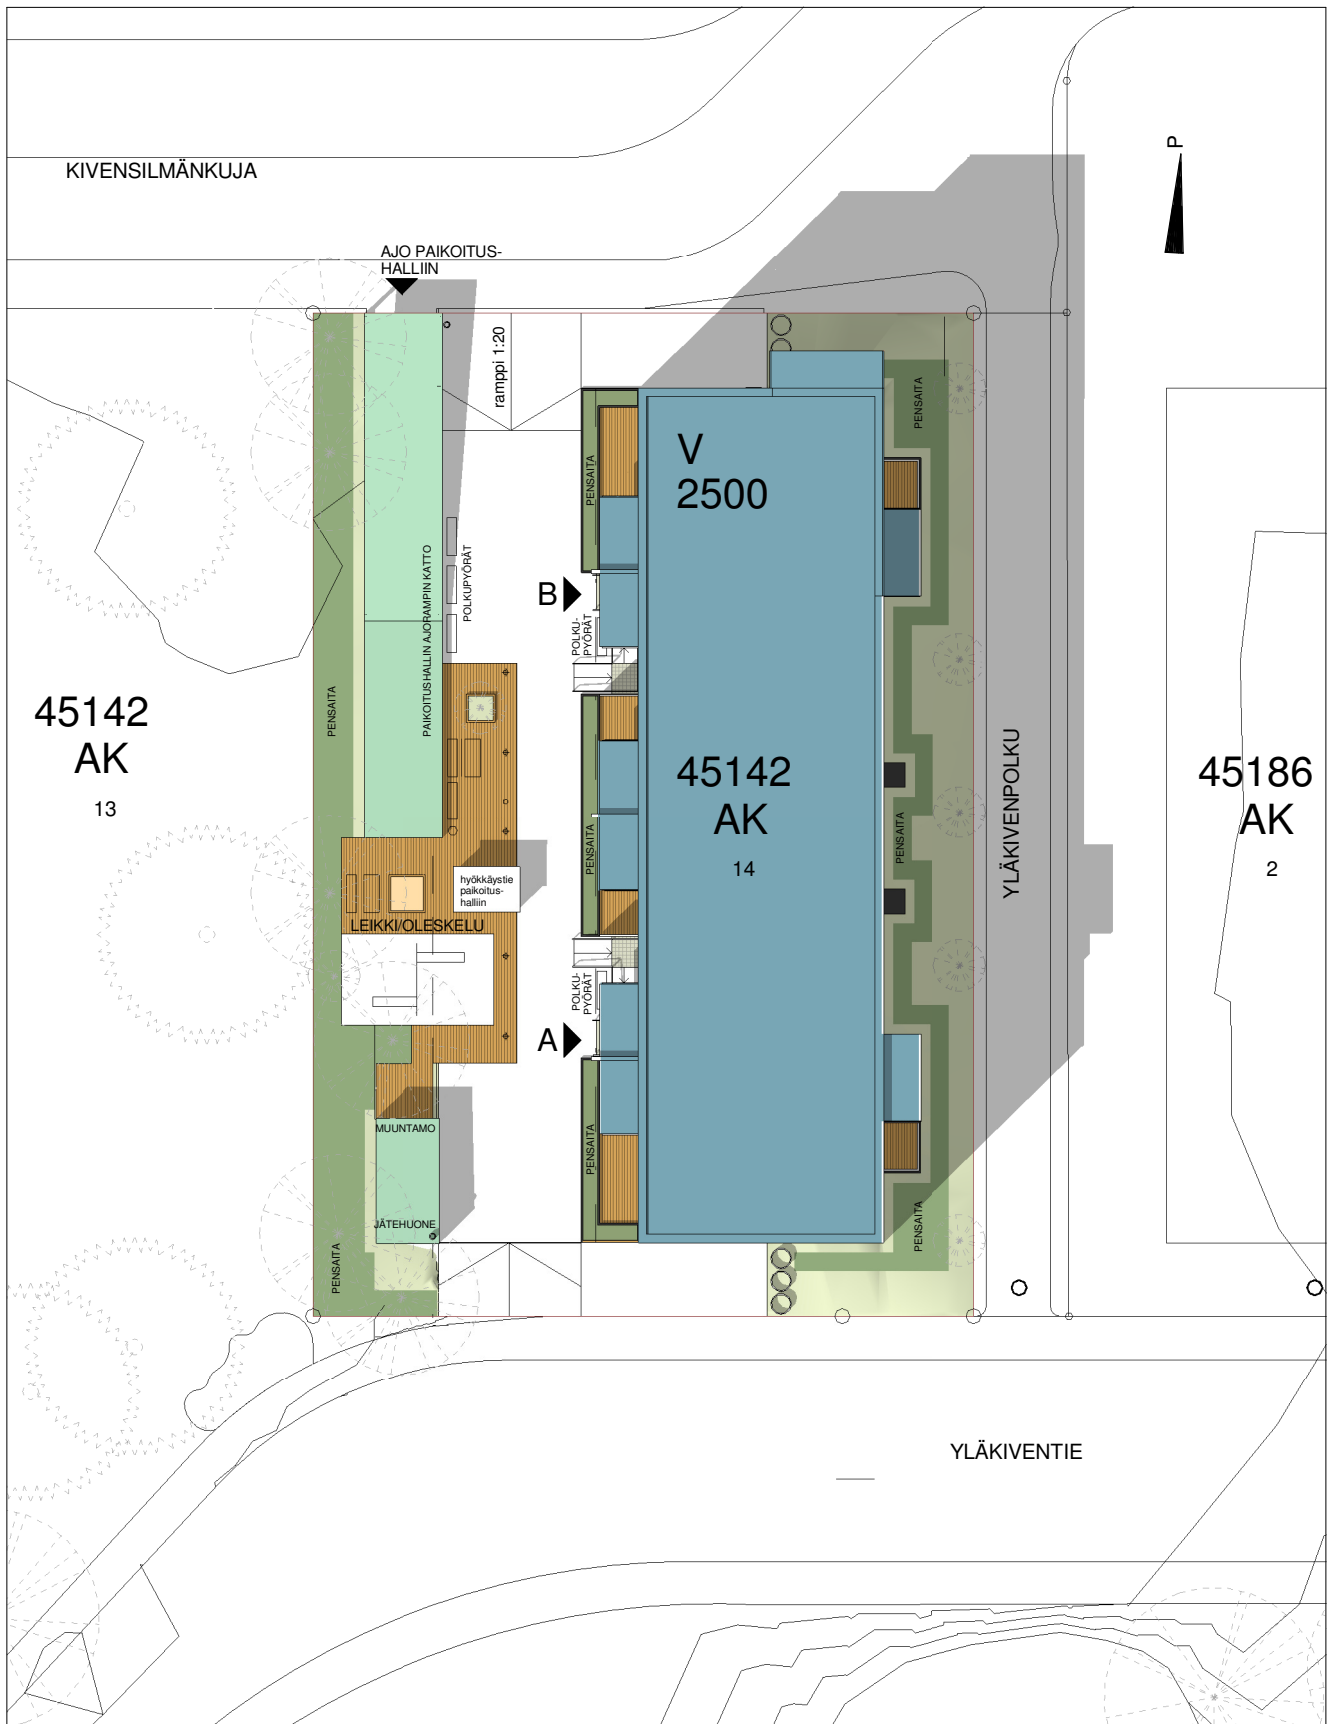 P
KIVENSILMÄNKUJA
AJO PAIKOITUS-
HALLIIN
ramppi 1:20
PENSAITA
V
2500
PENSAITA
POLKUPYÖRÄT
PAIKOITUSHALLIN AJORAMPIN KATTO
B
POLKU-
PYÖRÄT
PENSAITA
45142
AK
13
45142
AK
14
YLÄKIVENPOLKU
45186
AK
2
PENSAITA
PENSAITA
hyökkäystie
paikoitus-
halliin
LEIKKI/OLESKELU
POLKU-
PYÖRÄT
A
MUUNTAMO
PENSAITA
JÄTEHUONE
PENSAITA
PENSAITA
YLÄKIVENTIE